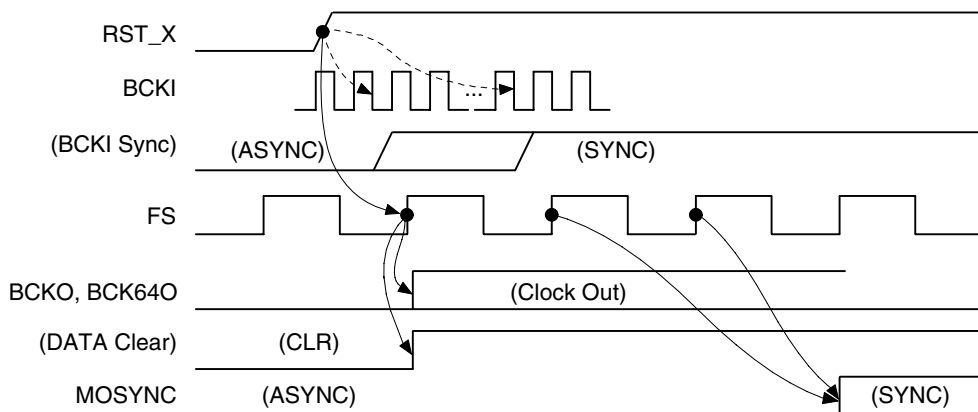 RST_X
BCKI
...
(BCKI Sync) (ASYNC) (SYNC)
FS
BCKO, BCK64O (Clock Out)
(DATA Clear) (CLR)
MOSYNC (ASYNC) (SYNC)